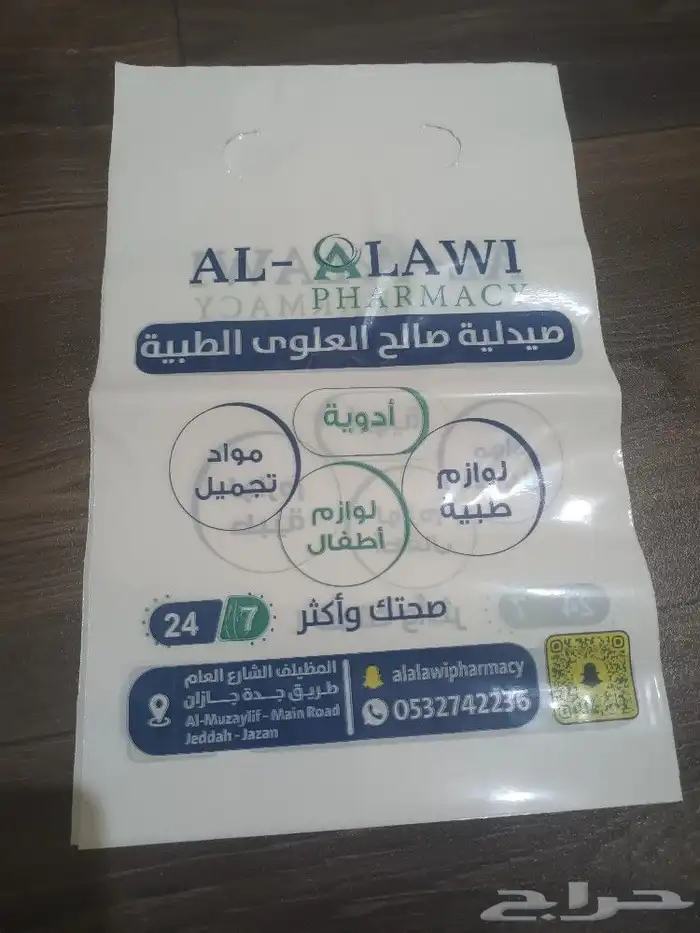 AL-ALAWI
PHARMACY
صيدلية صالح العلوي الطبية
أدوية
مواد
تجميل
لوازم
طبية
لوازم
أطفال
صحتك وأكثر
24/7
المظيلف الشارع العام
طريق جدة جازان
Al-Muzaylif - Main Road
Jeddah - Jazan
alalawipharmacy
0532742236
حراج